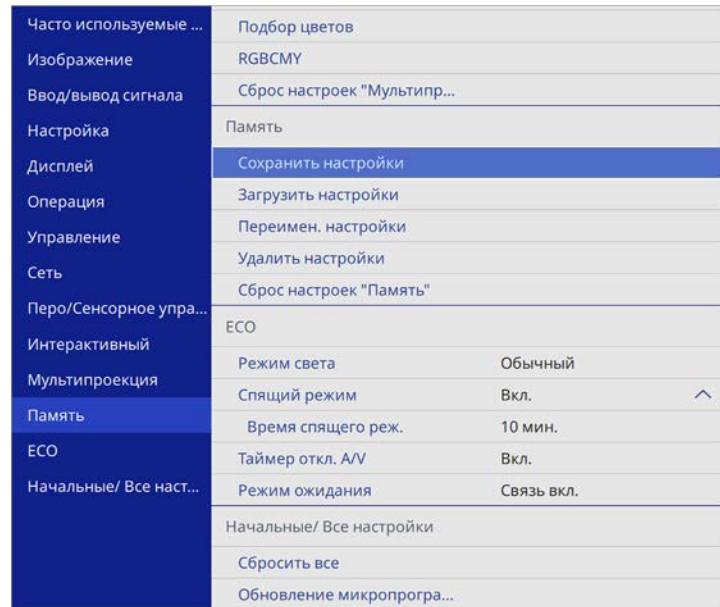 Часто используемые ...
Изображение
Ввод/вывод сигнала
Настройка
Дисплей
Операция
Управление
Сеть
Перо/Сенсорное упра...
Интерактивный
Мультипроекция
Память
ECO
Начальные/ Все наст...
Подбор цветов
RGBCMY
Сброс настроек "Мультипр...
Память
Сохранить настройки
Загрузить настройки
Переимен. настройки
Удалить настройки
Сброс настроек "Память"
ECO
Режим света Обычный
Спящий режим Вкл.
Время спящего реж. 10 мин.
Таймер откл. A/V Вкл.
Режим ожидания Связь вкл.
Начальные/ Все настройки
Сбросить все
Обновление микропрогра...